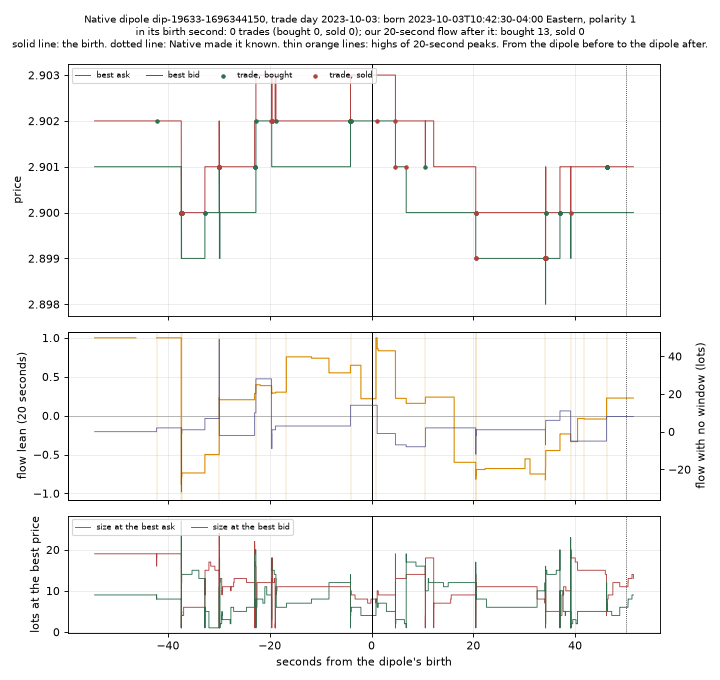 Native dipole dip-19633-1696344150, trade day 2023-10-03: born 2023-10-03T10:42:30-04:00 Eastern, polarity 1
in its birth second: 0 trades (bought 0, sold 0); our 20-second flow after it: bought 13, sold 0
solid line: the birth. dotted line: Native made it known. thin orange lines: highs of 20-second peaks. From the dipole before to the dipole after.
best ask best bid trade, bought trade, sold
2.903
2.902
2.901
2.900
2.899
2.898
price
1.0
0.5
0.0
−0.5
−1.0
flow lean (20 seconds)
40
20
0
−20
flow with no window (lots)
size at the best ask size at the best bid
20
10
0
lots at the best price
−40 −20 0 20 40
seconds from the dipole's birth